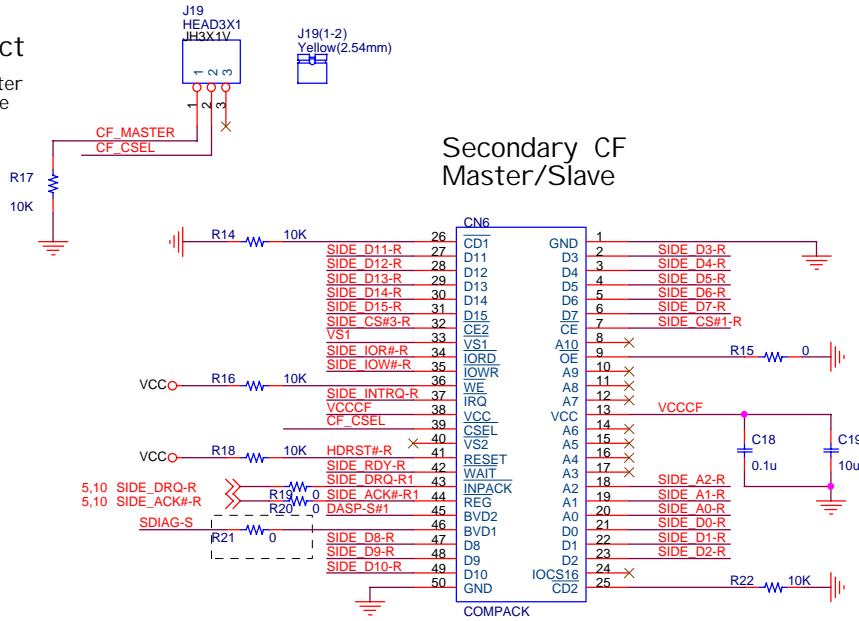 J19
HEAD3X1
JH3X1V
J19(1-2)
Yellow(2.54mm)
ct
ter
e
1
2
3
1
2
3
CF_MASTER
CF_CSEL
R17
10K
Secondary CF
Master/Slave
CN6
R14 10K 26 CD1 GND 1
SIDE_D11-R 27 D11 D3 2 SIDE_D3-R
SIDE_D12-R 28 D12 D4 3 SIDE_D4-R
SIDE_D13-R 29 D13 D5 4 SIDE_D5-R
SIDE_D14-R 30 D14 D6 5 SIDE_D6-R
SIDE_D15-R 31 D15 D7 6 SIDE_D7-R
SIDE_CS#3-R 32 CE2 CE 7 SIDE_CS#1-R
VS1 33 VS1 A10 8
SIDE_IOR#-R 34 IORD OE 9 R15 0
SIDE_IOW#-R 35 IOWR A9 10
VCC R16 10K 36 WE A8 11
SIDE_INTRQ-R 37 IRQ A7 12
VCCCF 38 VCC VCC 13 VCCCF
CF_CSEL 39 CSEL A6 14
40 VS2 A5 15
VCC R18 10K HDRST#-R 41 RESET A4 16
SIDE_RDY-R 42 WAIT A3 17
5,10 SIDE_DRQ-R R19 0 SIDE_DRQ-R1 43 INPACK A2 18 SIDE_A2-R
5,10 SIDE_ACK#-R R20 0 SIDE_ACK#-R1 44 REG A1 19 SIDE_A1-R
DASP-S#1 45 BVD2 A0 20 SIDE_A0-R
SDIAG-S R21 0 46 BVD1 D0 21 SIDE_D0-R
SIDE_D8-R 47 D8 D1 22 SIDE_D1-R
SIDE_D9-R 48 D9 D2 23 SIDE_D2-R
SIDE_D10-R 49 D10 IOCS16 24
50 GND CD2 25 R22 10K
C18
0.1u
C19
10u
COMPACK